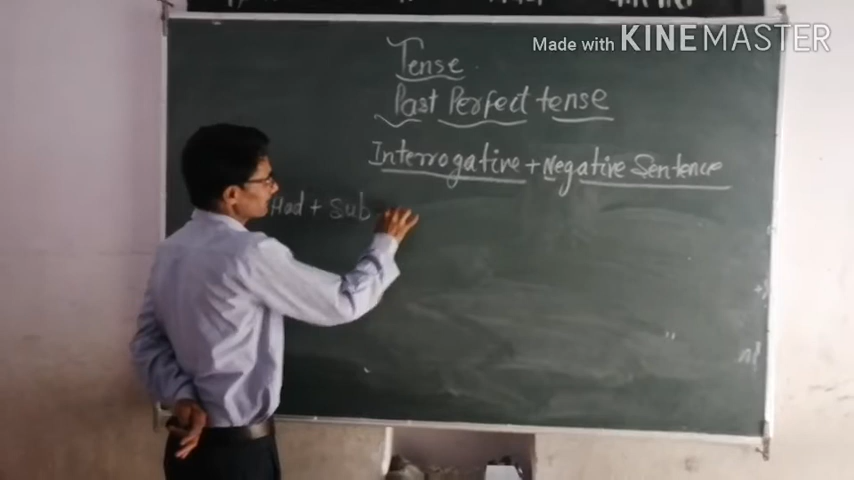 Made with KINEMASTER
Tense
Past Perfect tense
Interrogative + Negative Sentence
Had + Sub